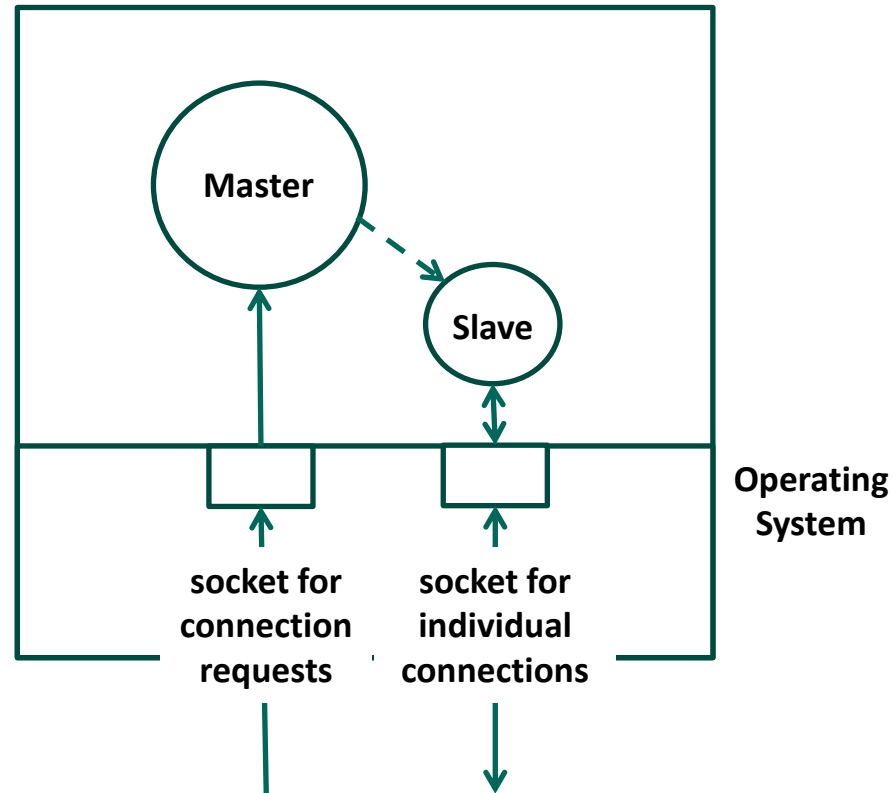 Master
Slave
Operating
System
socket for
connection
requests
socket for
individual
connections